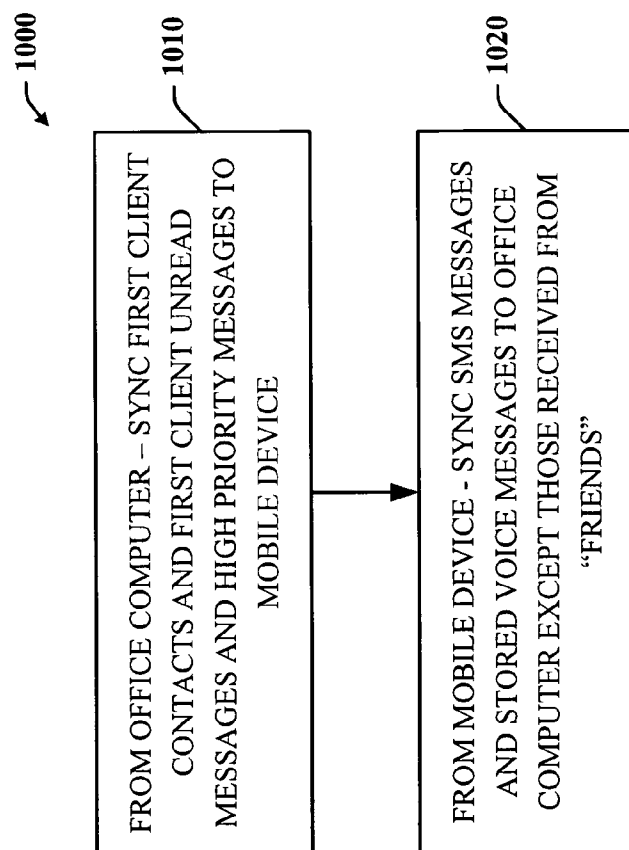 1000
1010
FROM OFFICE COMPUTER – SYNC FIRST CLIENT
CONTACTS AND FIRST CLIENT UNREAD
MESSAGES AND HIGH PRIORITY MESSAGES TO
MOBILE DEVICE
1020
FROM MOBILE DEVICE - SYNC SMS MESSAGES
AND STORED VOICE MESSAGES TO OFFICE
COMPUTER EXCEPT THOSE RECEIVED FROM
“FRIENDS”